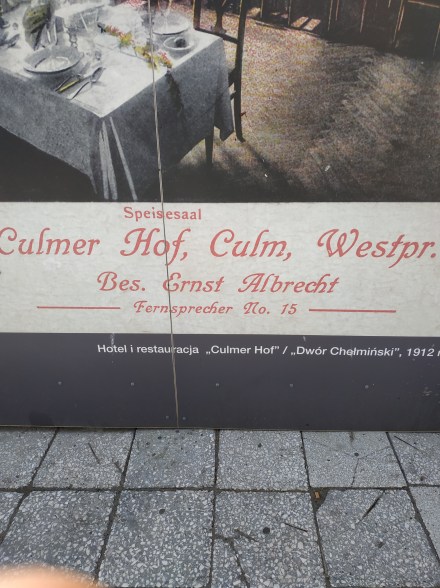 Speisesaal
Culmer Hof, Culm, Westpr.
Bes. Ernst Albrecht
Fernsprecher No. 15
Hotel i restauracja „Culmer Hof” / „Dwór Chełmiński”, 1912 r